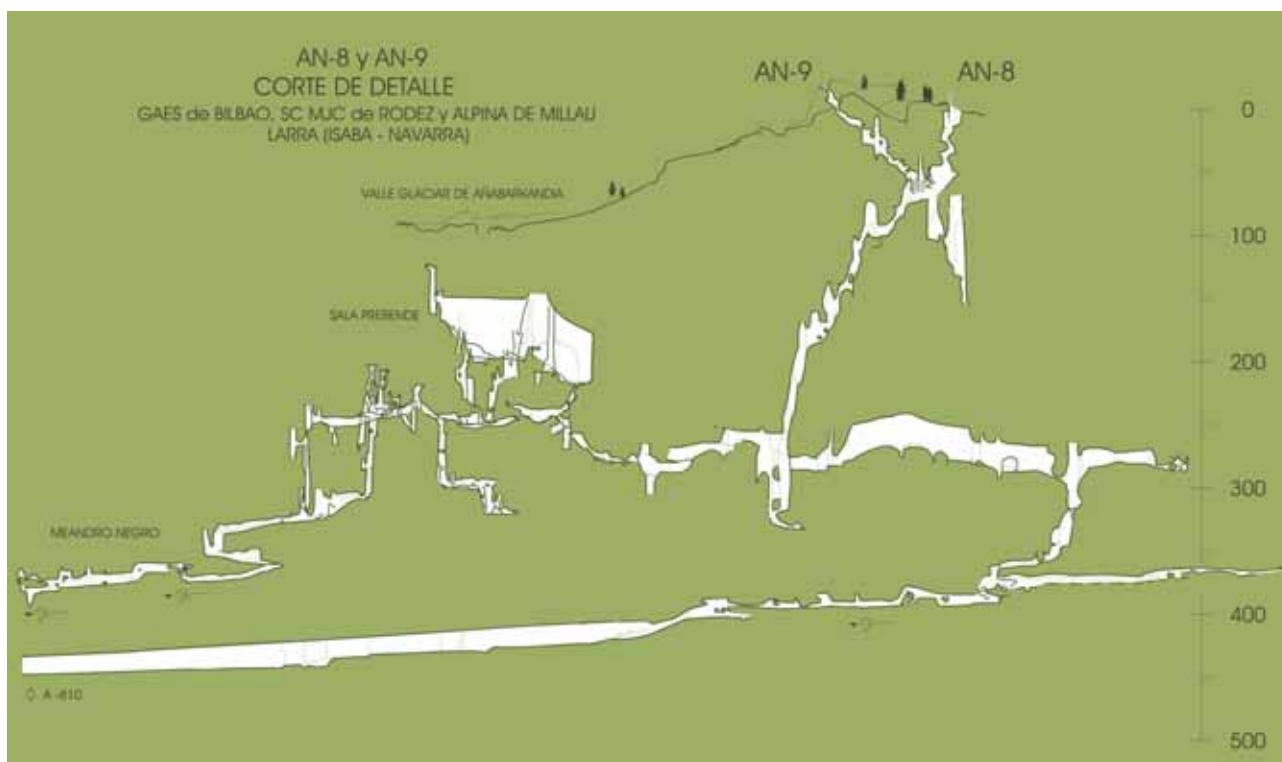 AN-8 y AN-9
CORTE DE DETALLE
GAES de BILBAO, SC MJC de RODEZ y ALPINA DE MILLAU
LARRA (ISABA - NAVARRA)
AN-9
AN-8
0
VALLE GLACIAR DE AÑABARKANDIA
100
SALA PREBENDE
200
300
MEANDRO NEGRO
400
A -810
500